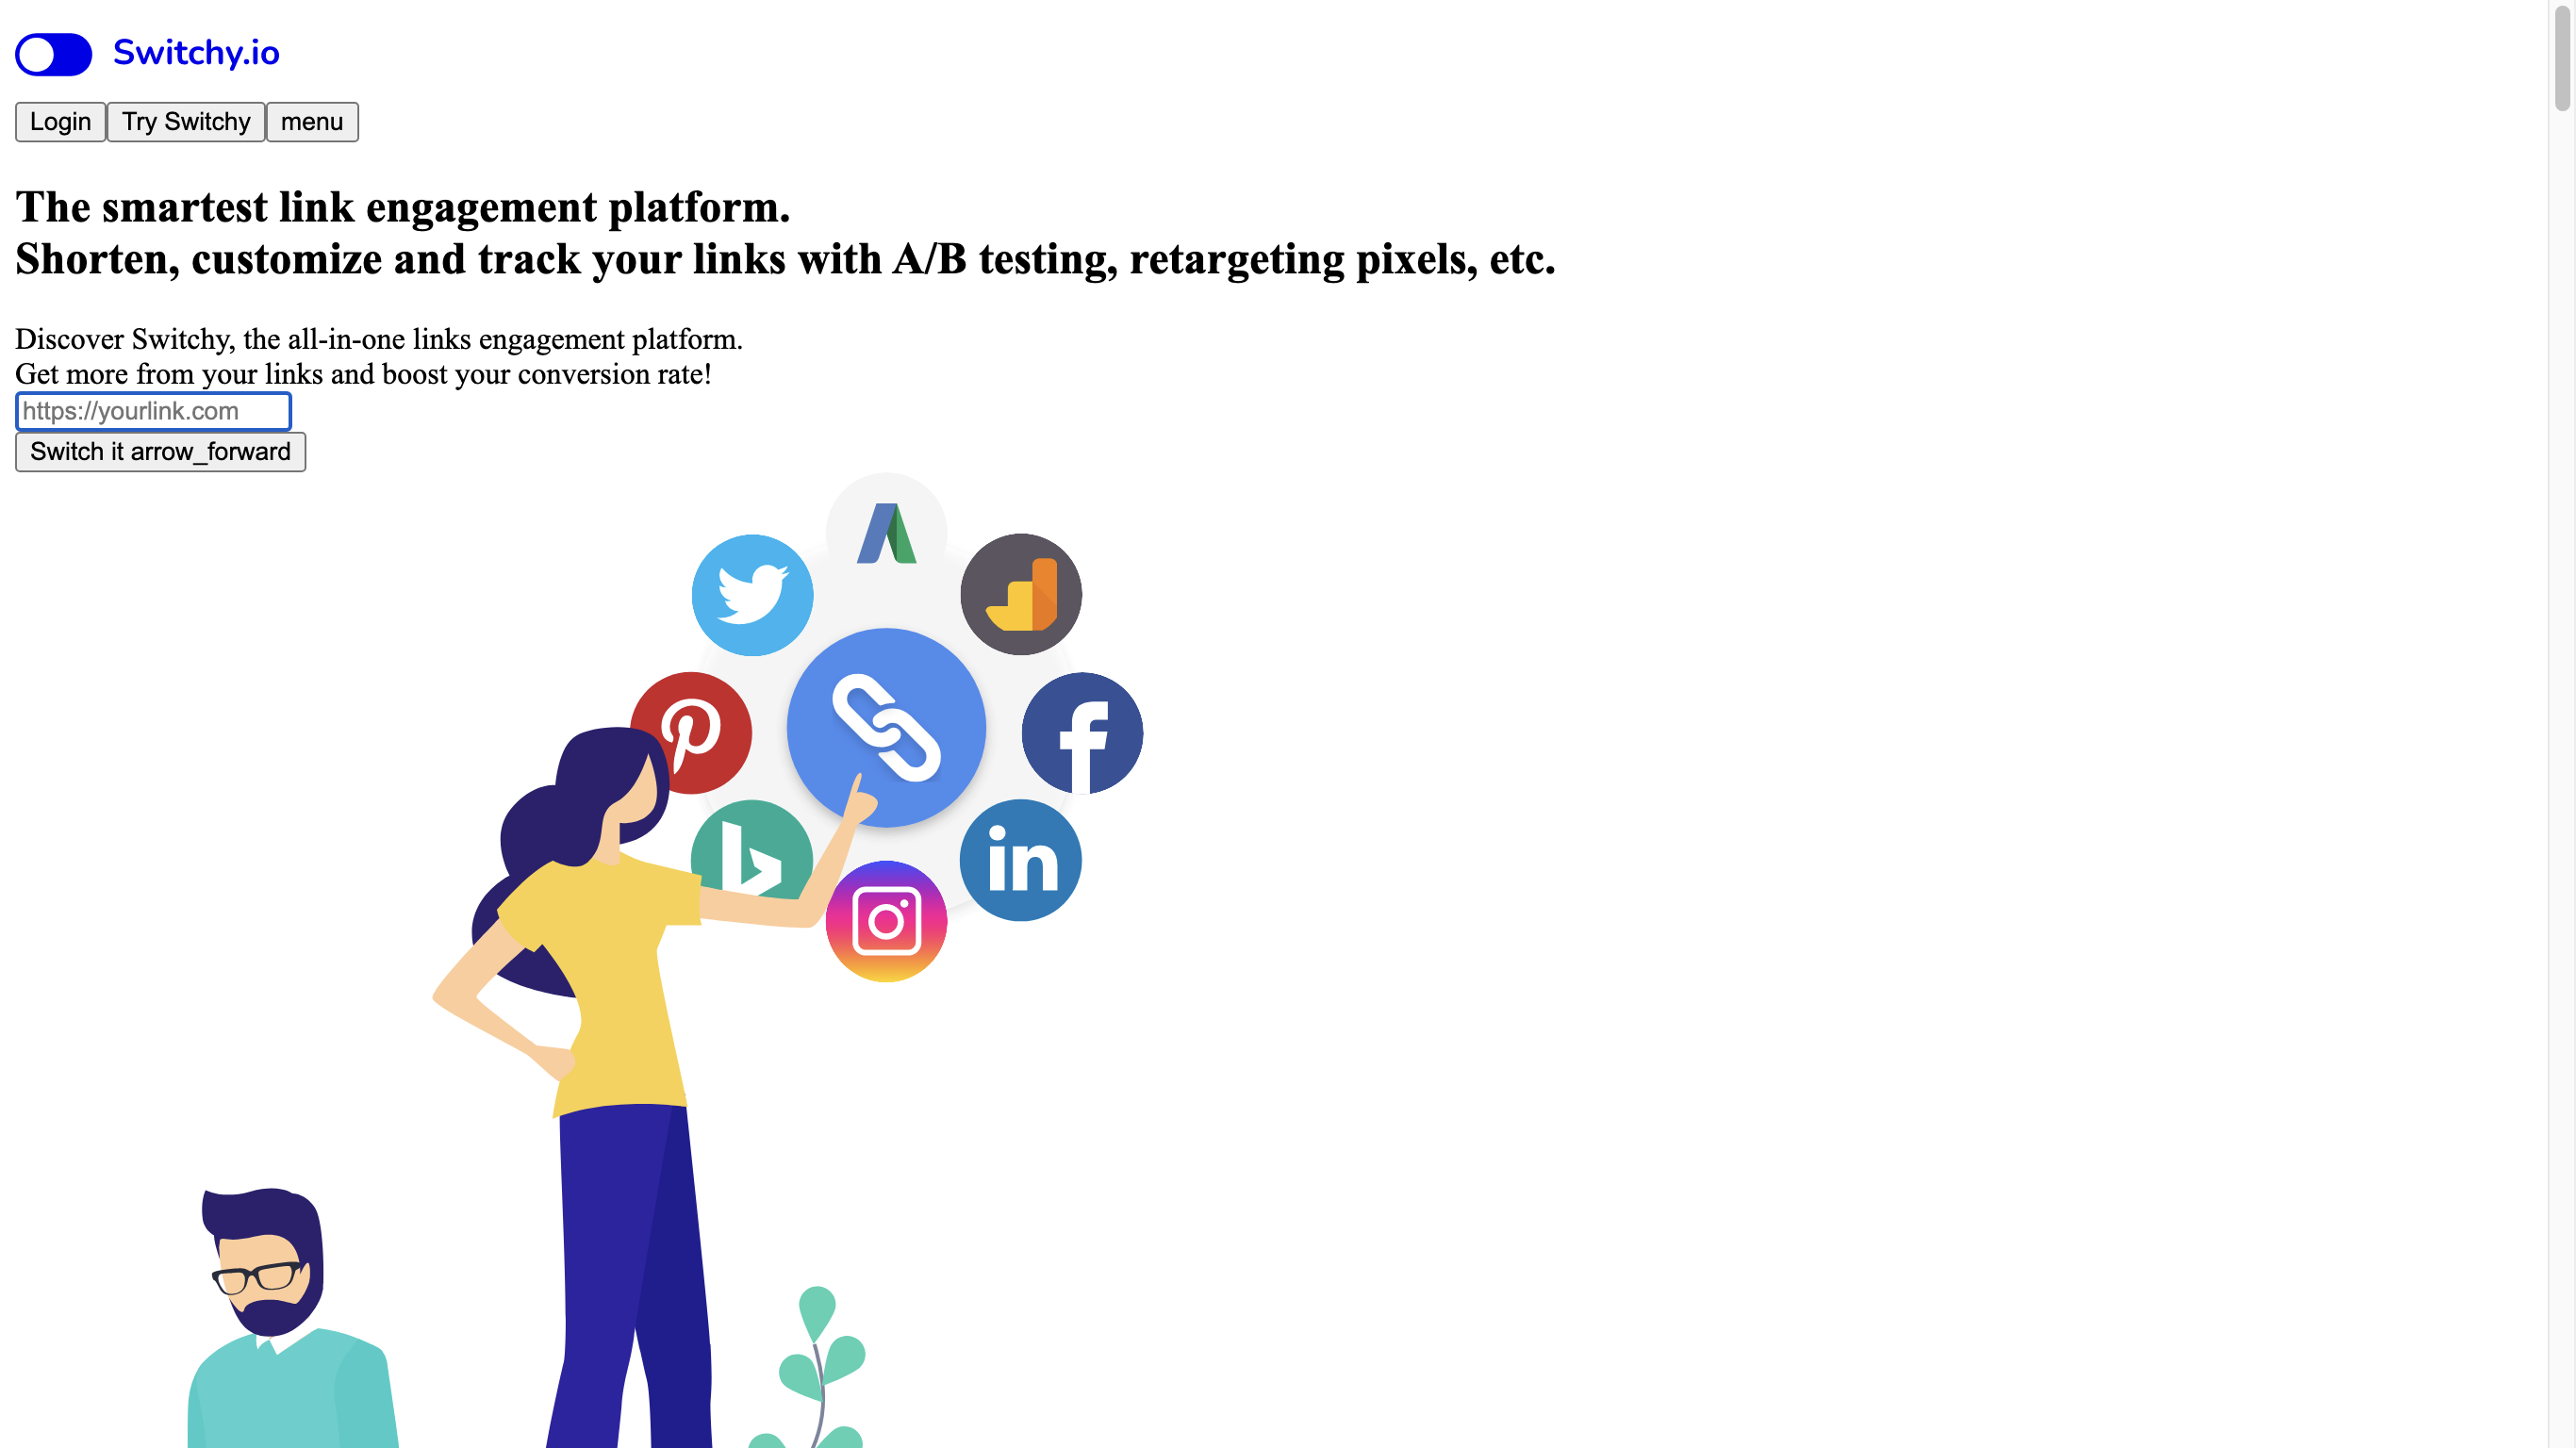 Switchy.io
Login Try Switchy menu
The smartest link engagement platform.
Shorten, customize and track your links with A/B testing, retargeting pixels, etc.
Discover Switchy, the all-in-one links engagement platform.
Get more from your links and boost your conversion rate!
https://yourlink.com
Switch it arrow_forward
in